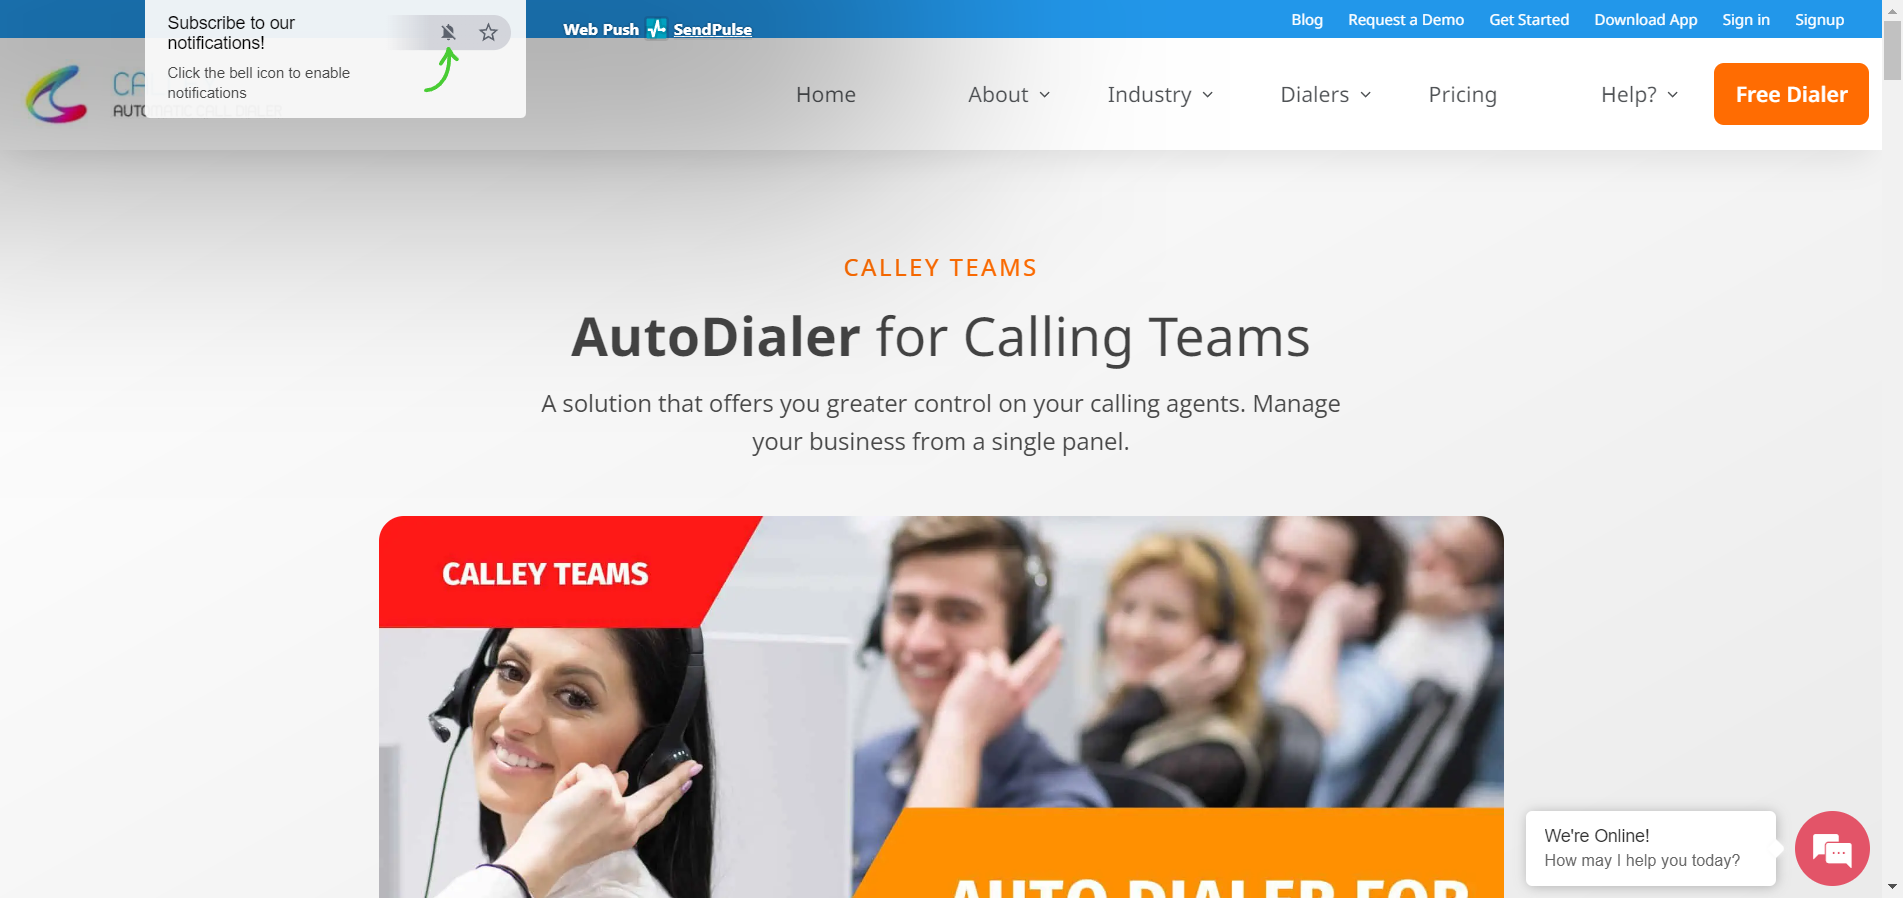 Subscribe to our
notifications!
Click the bell icon to enable
notifications
Web Push SendPulse
Blog Request a Demo Get Started Download App Sign in Signup
Home About Industry Dialers Pricing Help? Free Dialer
CALLEY TEAMS
AutoDialer for Calling Teams
A solution that offers you greater control on your calling agents. Manage
your business from a single panel.
CALLEY TEAMS
AUTO DIALER FOR
We're Online!
How may I help you today?